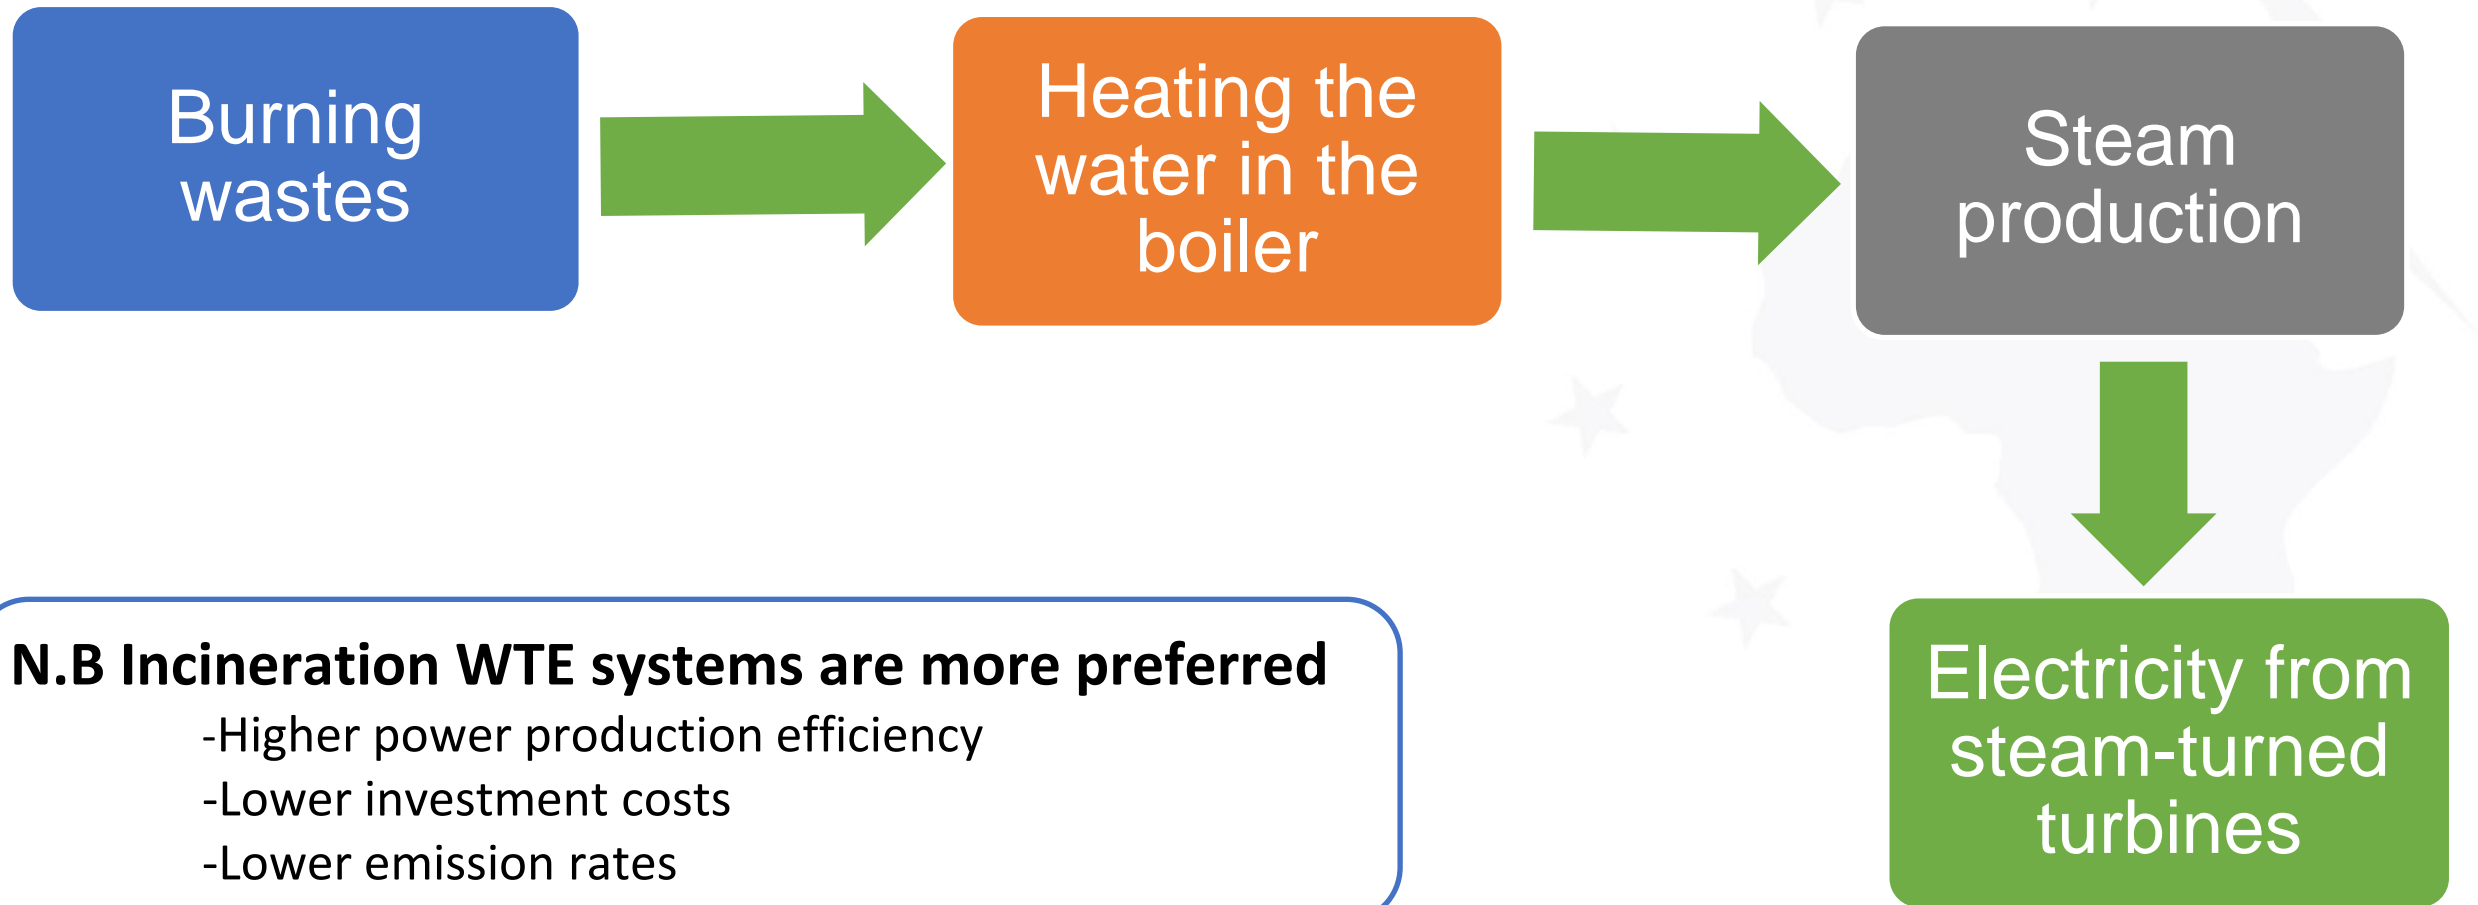 Burning
wastes
Heating the
water in the
boiler
Steam
production
Electricity from
steam-turned
turbines
N.B Incineration WTE systems are more preferred
-Higher power production efficiency
-Lower investment costs
-Lower emission rates